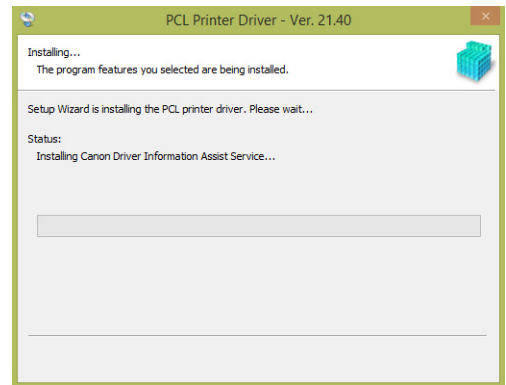 PCL Printer Driver - Ver. 21.40
Installing...
The program features you selected are being installed.
Setup Wizard is installing the PCL printer driver. Please wait...
Status:
Installing Canon Driver Information Assist Service...